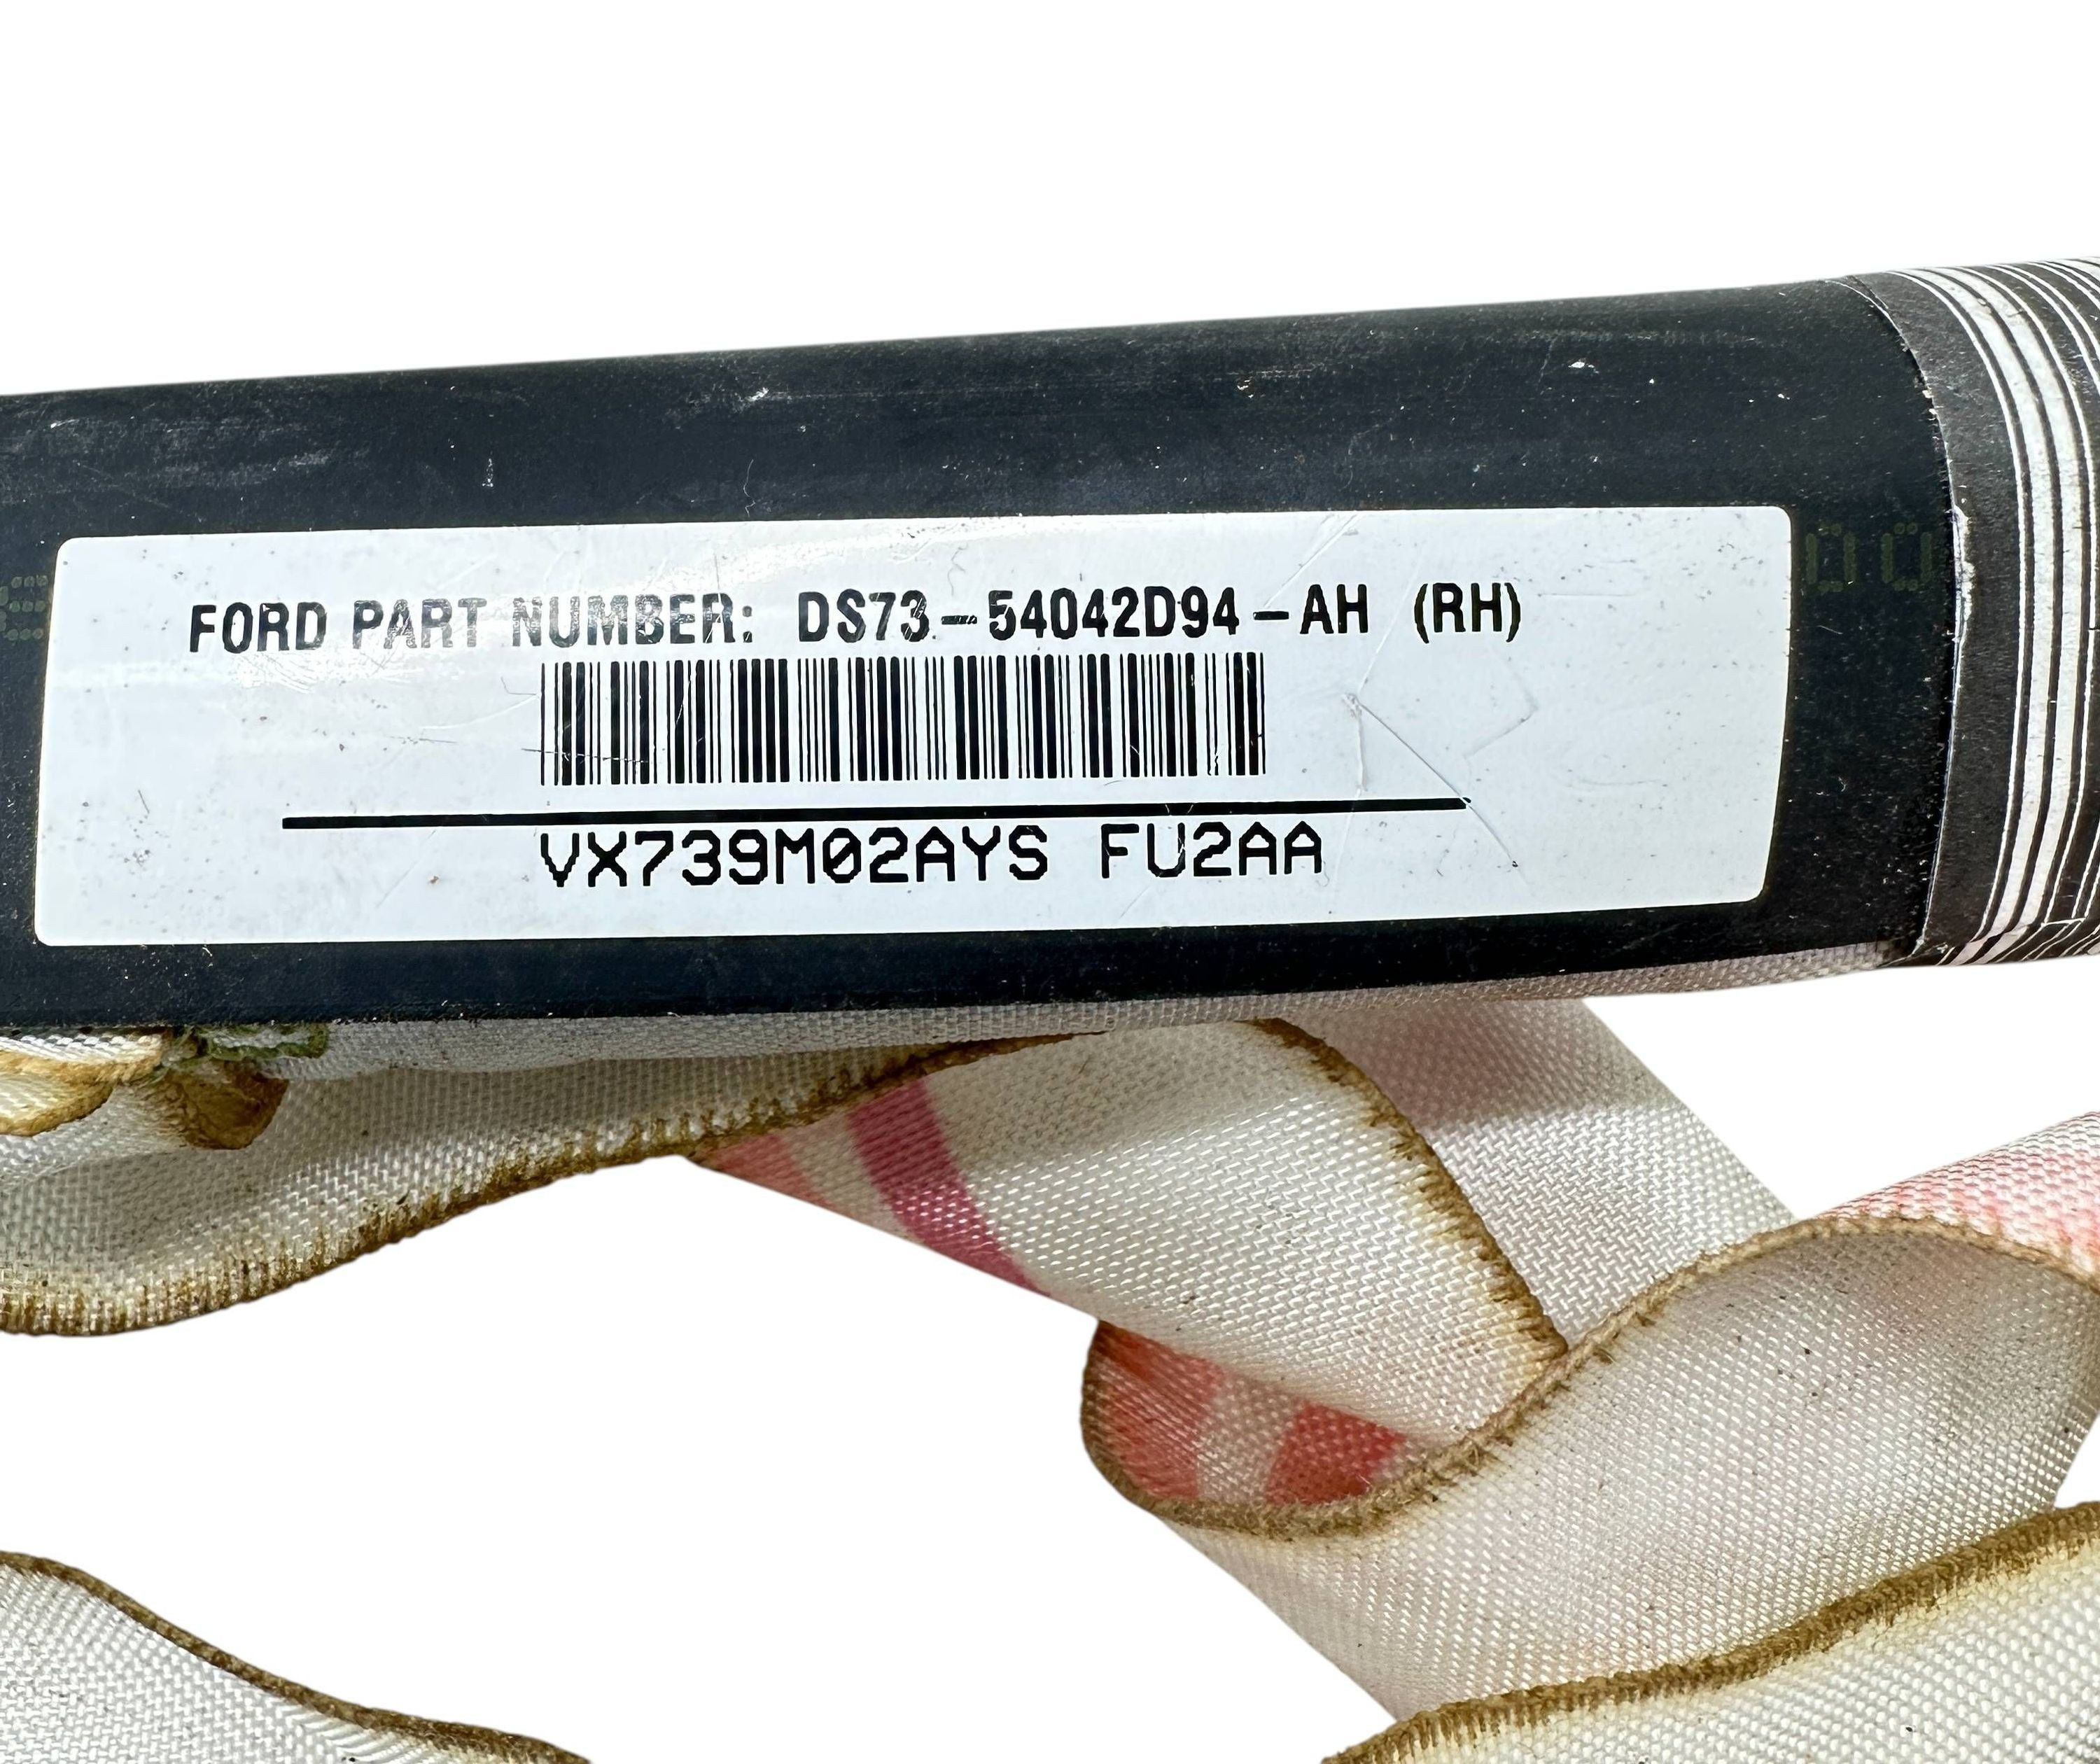 FORD PART NUMBER: DS73-54042D94-AH (RH)
VX739M02AYS FU2AA